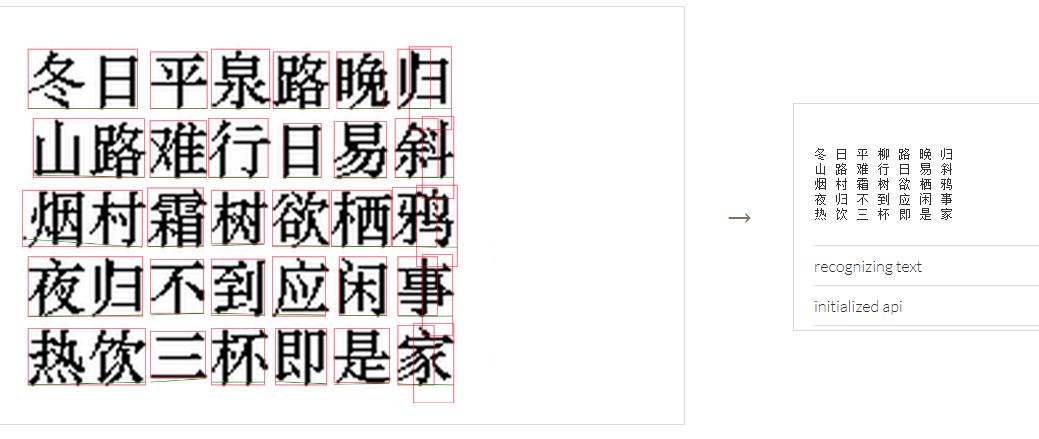 冬日平泉路晚归
山路难行日易斜
烟村霜树欲栖鸦
夜归不到应闲事
热饮三杯即是家
→
冬 日 平 柳 路 晚 归
山 路 难 行 日 易 斜
烟 村 霜 树 欲 栖 鸦
夜 归 不 到 应 闲 事
热 饮 三 杯 即 是 家
recognizing text
initialized api